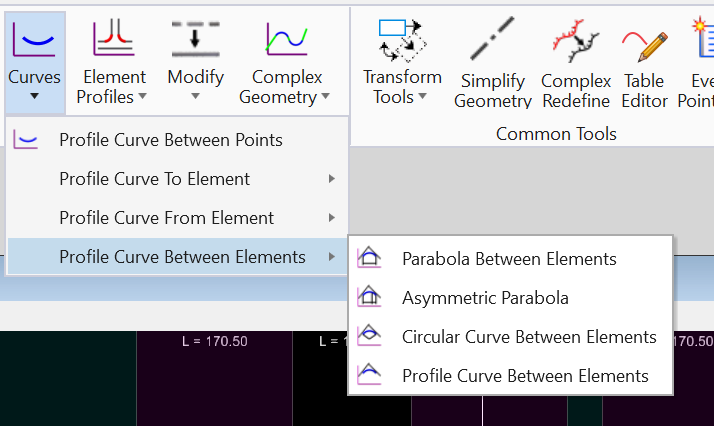 Curves
Element
Profiles
Modify
Complex
Geometry
Transform
Tools
Simplify
Geometry
Complex
Redefine
Table
Editor
Eve
Point
Common Tools
Profile Curve Between Points
Profile Curve To Element
Profile Curve From Element
Profile Curve Between Elements
Parabola Between Elements
Asymmetric Parabola
Circular Curve Between Elements
Profile Curve Between Elements
L = 170.50
L = 1
170.50